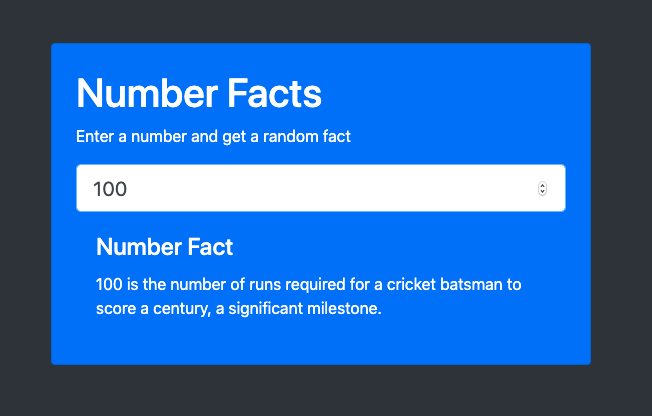 Number Facts
Enter a number and get a random fact
100
Number Fact
100 is the number of runs required for a cricket batsman to
score a century, a significant milestone.